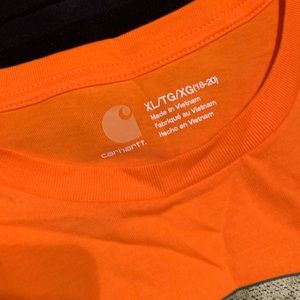 carhartt.
XL/TG/XG(18-20)
Made in Vietnam
Fabriqué au Vietnam
Hecho en Vietnam